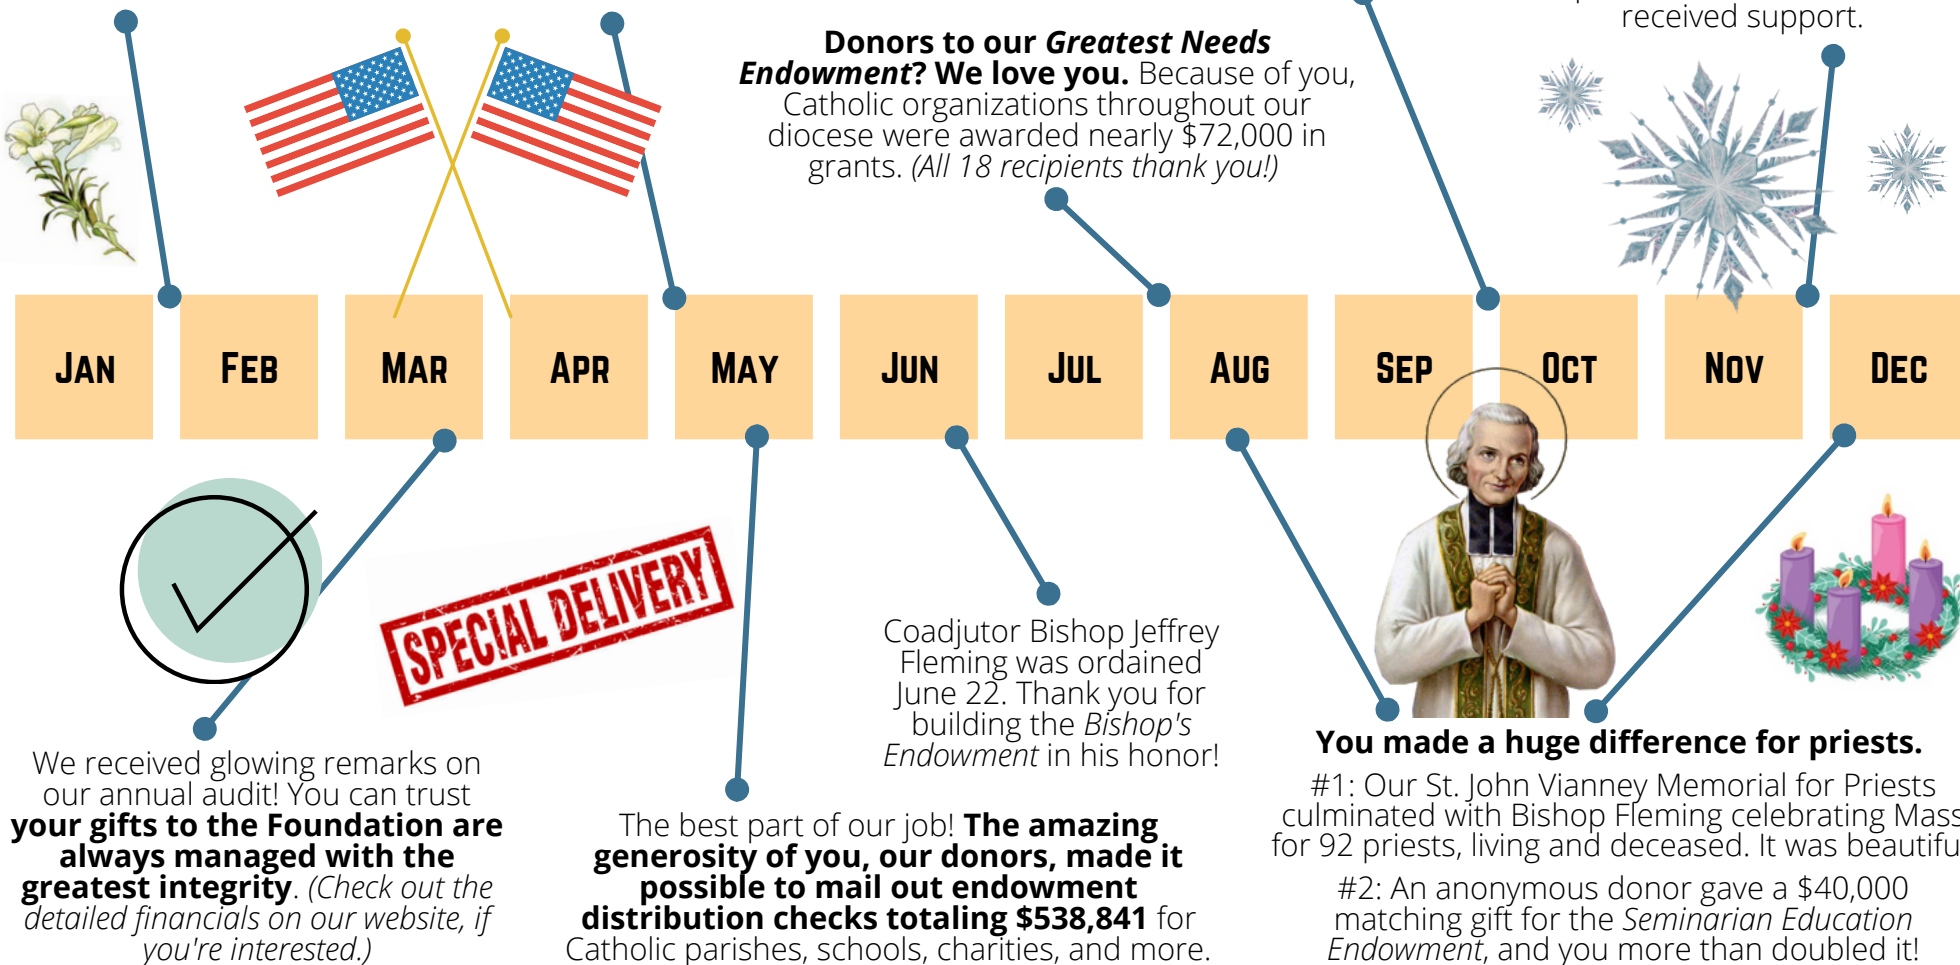 received support.
Donors to our Greatest Needs
Endowment? We love you. Because of you,
Catholic organizations throughout our
diocese were awarded nearly $72,000 in
grants. (All 18 recipients thank you!)
JAN
FEB
MAR
APR
MAY
JUN
JUL
AUG
SEP
OCT
NOV
DEC
SPECIAL DELIVERY
Coadjutor Bishop Jeffrey
Fleming was ordained
June 22. Thank you for
building the Bishop's
Endowment in his honor!
We received glowing remarks on
our annual audit! You can trust
your gifts to the Foundation are
always managed with the
greatest integrity. (Check out the
detailed financials on our website, if
you're interested.)
The best part of our job! The amazing
generosity of you, our donors, made it
possible to mail out endowment
distribution checks totaling $538,841 for
Catholic parishes, schools, charities, and more.
You made a huge difference for priests.
#1: Our St. John Vianney Memorial for Priests
culminated with Bishop Fleming celebrating Mass
for 92 priests, living and deceased. It was beautifu
#2: An anonymous donor gave a $40,000
matching gift for the Seminarian Education
Endowment, and you more than doubled it!